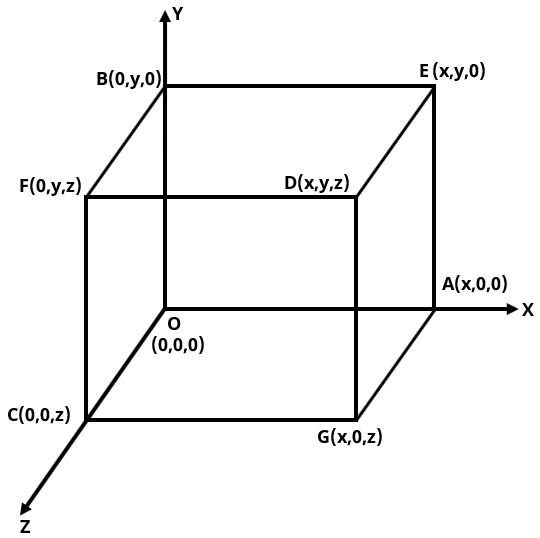 Y
B(0,y,0)
E (x,y,0)
F(0,y,z)
D(x,y,z)
A(x,0,0)
X
O
(0,0,0)
C(0,0,z)
G(x,0,z)
Z